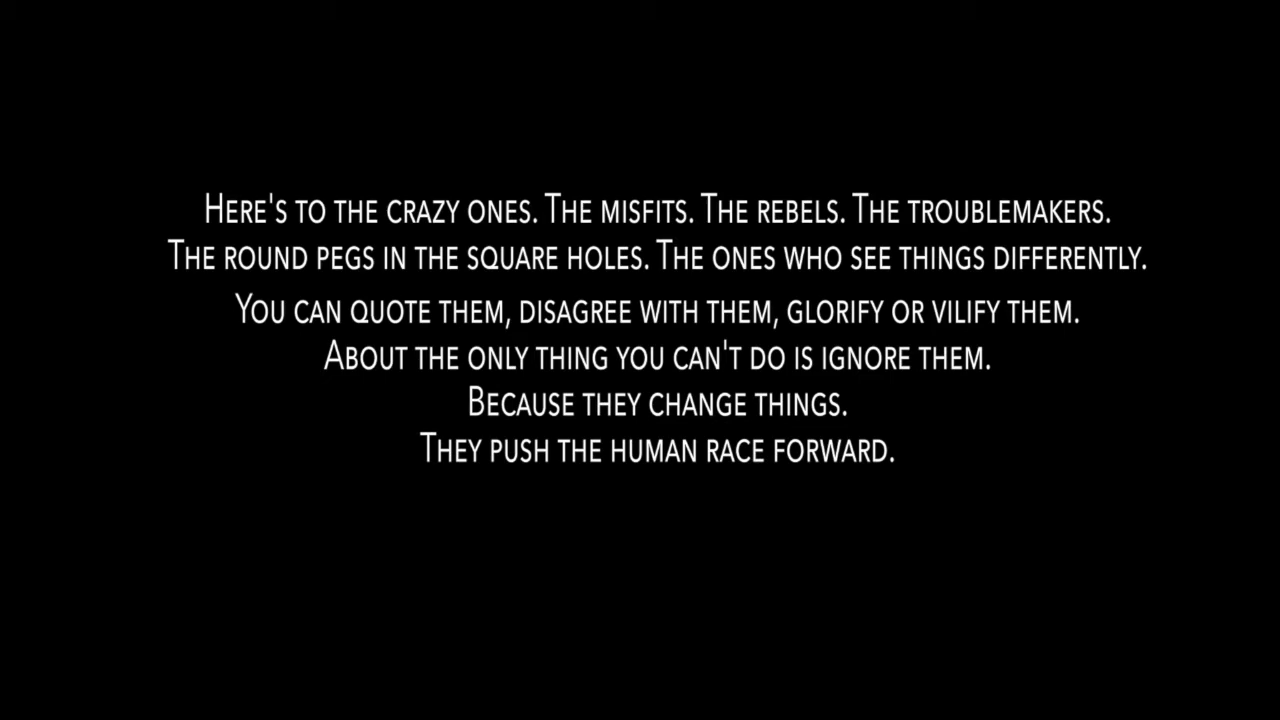 Here's to the crazy ones. The misfits. The rebels. The troublemakers.
The round pegs in the square holes. The ones who see things differently.
You can quote them, disagree with them, glorify or vilify them.
About the only thing you can't do is ignore them.
Because they change things.
They push the human race forward.